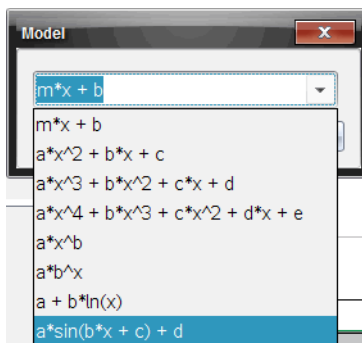 Model
x
m*x + b
m*x + b
a*x^2 + b*x + c
a*x^3 + b*x^2 + c*x + d
a*x^4 + b*x^3 + c*x^2 + d*x + e
a*x^b
a*b^x
a + b*ln(x)
a*sin(b*x + c) + d